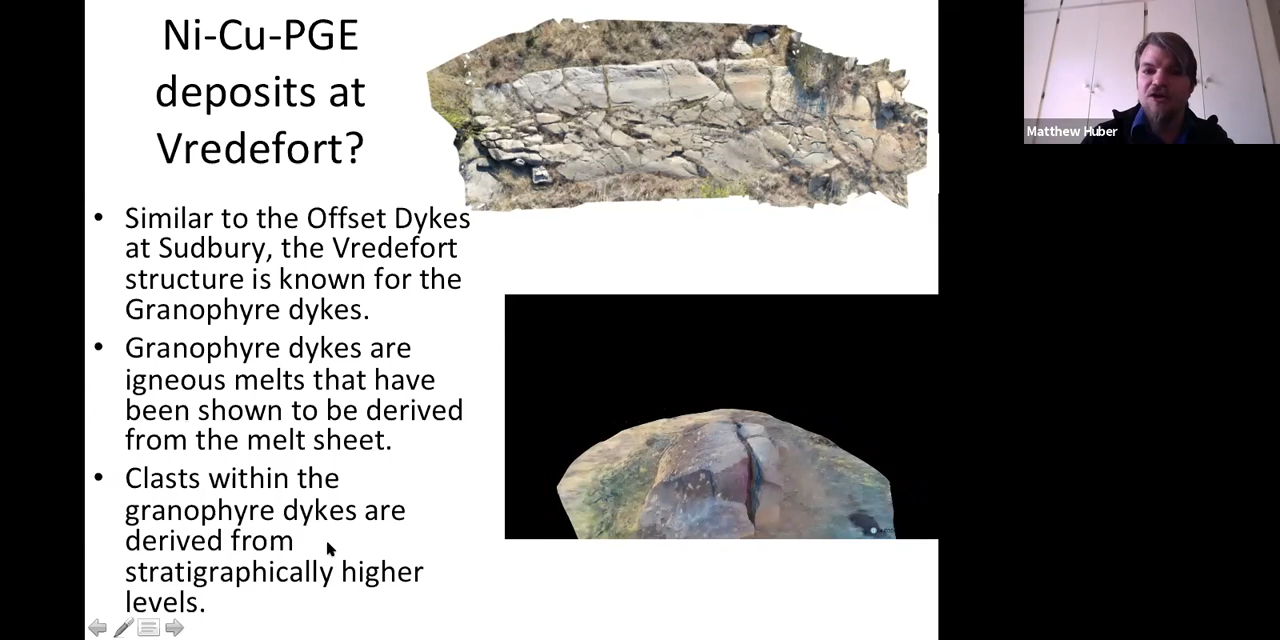 Ni-Cu-PGE
deposits at
Vredefort?
• Similar to the Offset Dykes
at Sudbury, the Vredefort
structure is known for the
Granophyre dykes.
• Granophyre dykes are
igneous melts that have
been shown to be derived
from the melt sheet.
• Clasts within the
granophyre dykes are
derived from
stratigraphically higher
levels.
Matthew Huber